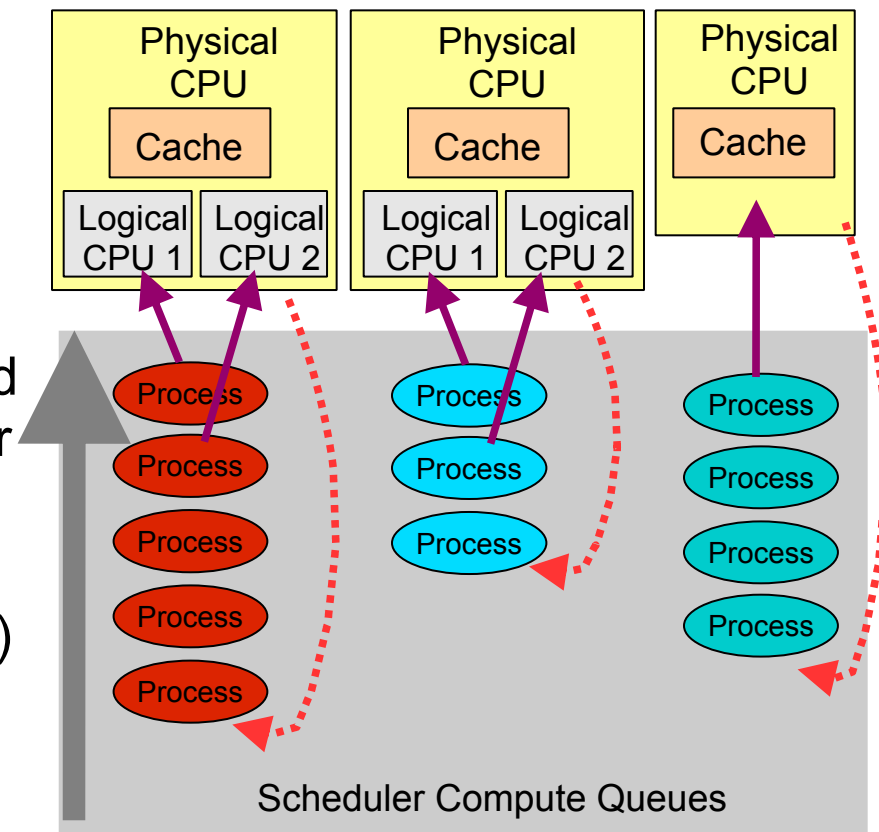 Physical
CPU
Cache
Logical
CPU 1
Logical
CPU 2
Physical
CPU
Cache
Logical
CPU 1
Logical
CPU 2
Physical
CPU
Cache
d
r
)
Process
Process
Process
Process
Process
Process
Process
Process
Process
Process
Process
Process
Scheduler Compute Queues